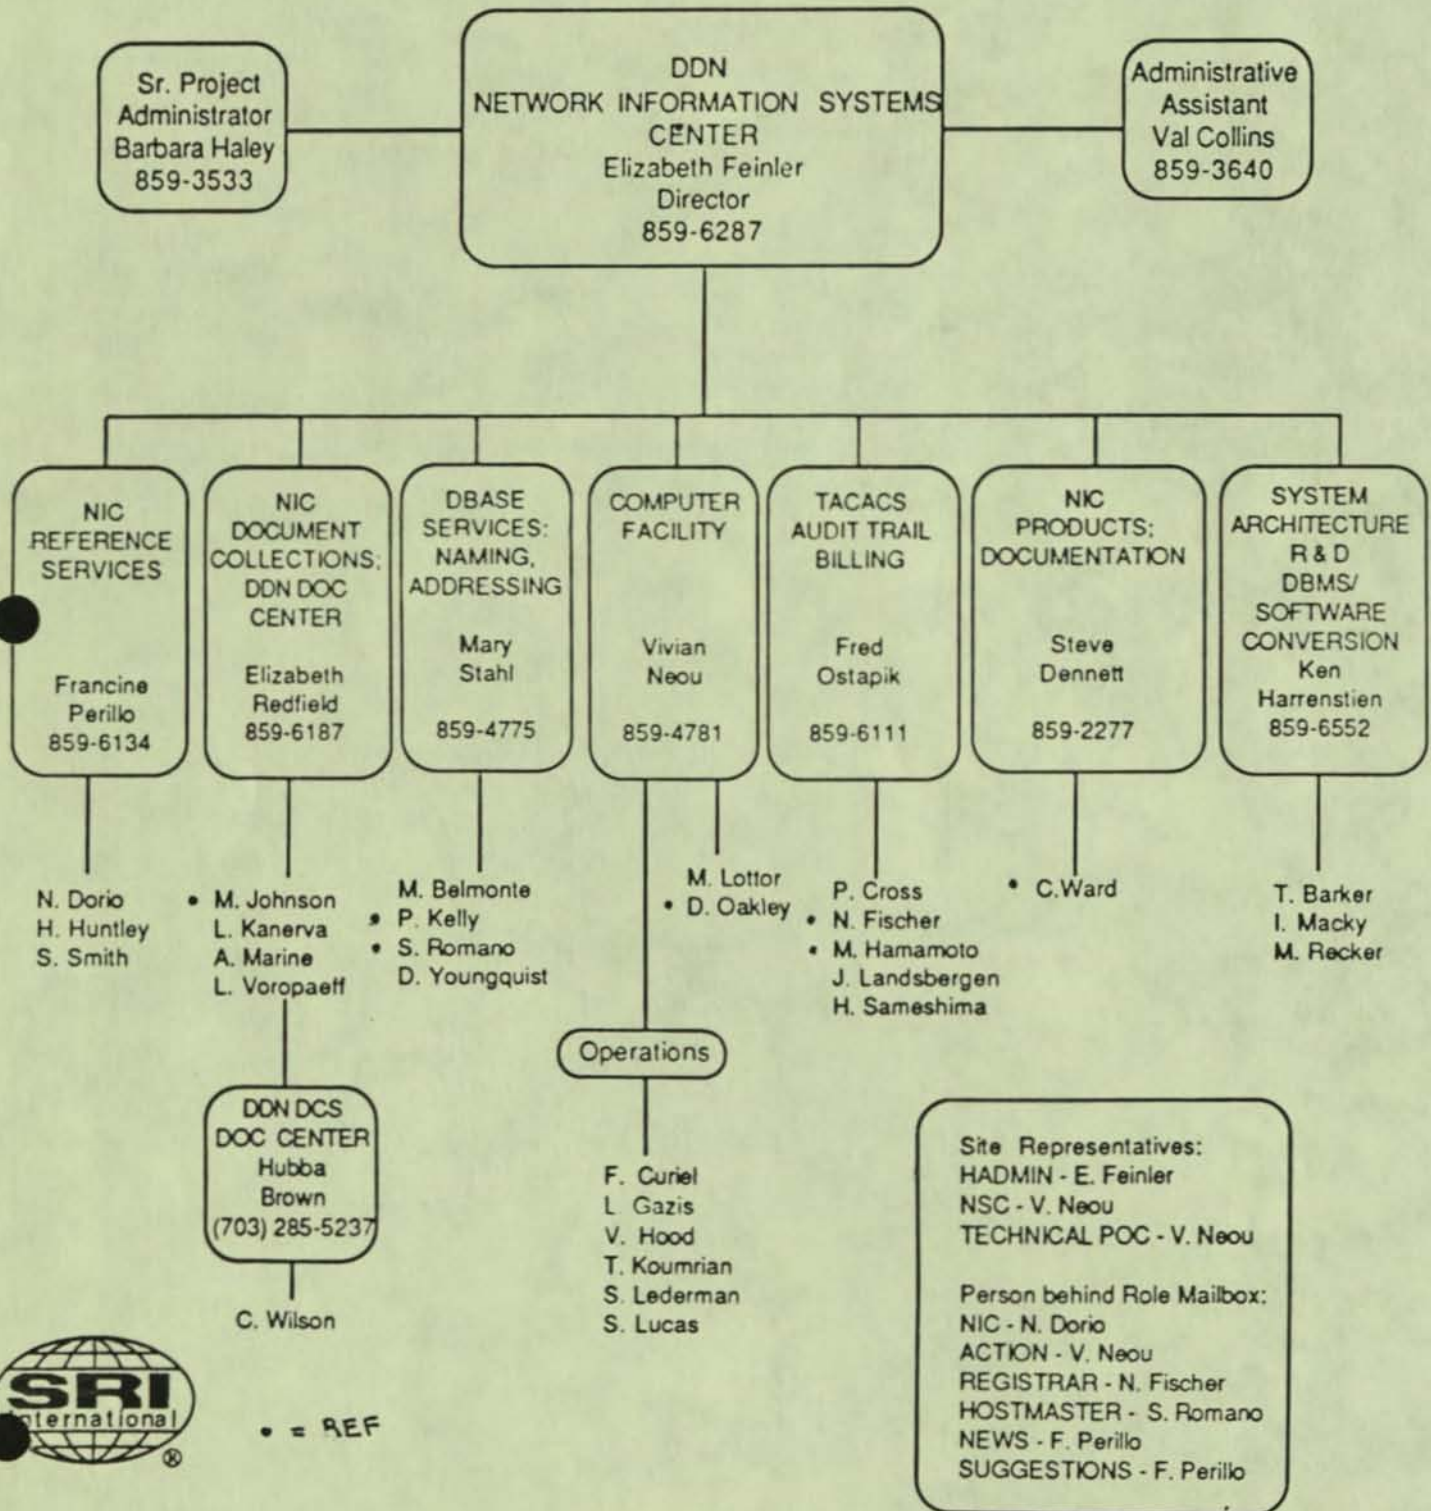 Sr. Project
Administrator
Barbara Haley
859-3533
DDN
NETWORK INFORMATION SYSTEMS
CENTER
Elizabeth Feinler
Director
859-6287
Administrative
Assistant
Val Collins
859-3640
NIC
REFERENCE
SERVICES
Francine
Perillo
859-6134
NIC
DOCUMENT
COLLECTIONS;
DDN DOC
CENTER
Elizabeth
Redfield
859-6187
DBASE
SERVICES:
NAMING,
ADDRESSING
Mary
Stahl
859-4775
COMPUTER
FACILITY
Vivian
Neou
859-4781
TACACS
AUDIT TRAIL
BILLING
Fred
Ostapik
859-6111
NIC
PRODUCTS;
DOCUMENTATION
Steve
Dennett
859-2277
SYSTEM
ARCHITECTURE
R & D
DBMS/
SOFTWARE
CONVERSION
Ken
Harrenstien
859-6552
N. Dorio
H. Huntley
S. Smith
• M. Johnson
L. Kanerva
A. Marine
L. Voropaeff
M. Belmonte
• P. Kelly
• S. Romano
D. Youngquist
M. Lottor
• D. Oakley
P. Cross
• N. Fischer
• M. Hamamoto
J. Landsbergen
H. Sameshima
• C.Ward
T. Barker
I. Macky
M. Recker
DDN DCS
DOC CENTER
Hubba
Brown
(703) 285-5237
C. Wilson
Operations
F. Curiel
L. Gazis
V. Hood
T. Koumrian
S. Lederman
S. Lucas
Site Representatives:
HADMIN - E. Feinler
NSC - V. Neou
TECHNICAL POC - V. Neou
Person behind Role Mailbox:
NIC - N. Dorio
ACTION - V. Neou
REGISTRAR - N. Fischer
HOSTMASTER - S. Romano
NEWS - F. Perillo
SUGGESTIONS - F. Perillo
SRI
International
®
• = REF